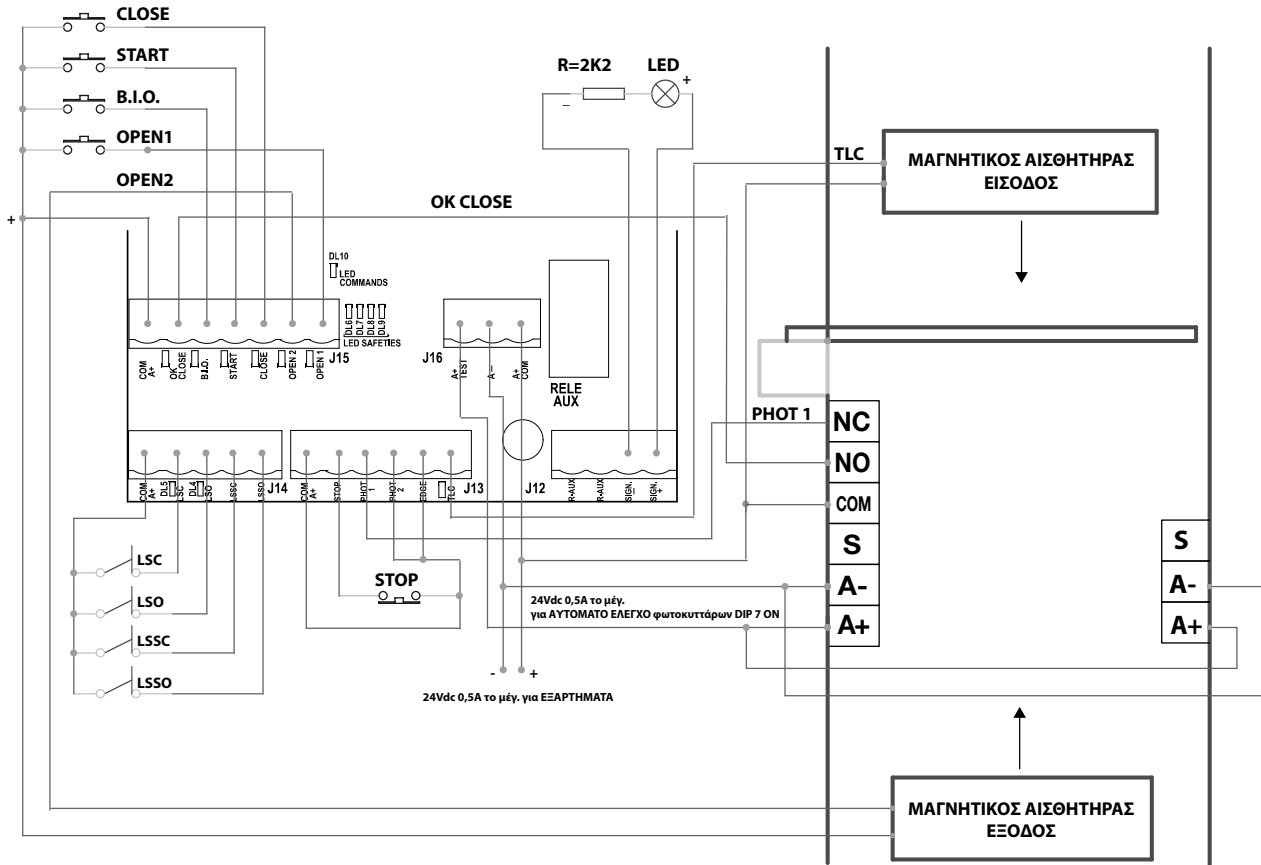 CLOSE
START
B.I.O.
OPEN1
OPEN2
+
OK CLOSE
R=2K2
LED
−
+
TLC
ΜΑΓΝΗΤΙΚΟΣ ΑΙΣΘΗΤΗΡΑΣ
ΕΙΣΟΔΟΣ
DL10
LED
COMMANDS
DL6
DL7
DL8
DL9
LED SAFETIES
J15
COM
A+
OK
CLOSE
B.I.O.
START
CLOSE
OPEN 2
OPEN 1
J16
A+
TEST
A −
A+
COM
RELE
AUX
PHOT 1
NC
NO
COM
S
A-
A+
S
A-
A+
COM
A+
DL5
LSC
DL4
LSO
LSSC
LSSO
J14
COM
A+
STOP
PHOT
1
PHOT
2
EDGE
TLC
J13
J12
R-AUX
R-AUX
SIGN.
−
SIGN.
+
LSC
LSO
LSSC
LSSO
STOP
24Vdc 0,5A το μέγ.
για ΑΥΤΟΜΑΤΟ ΕΛΕΓΧΟ φωτοκυττάρων DIP 7 ON
- +
24Vdc 0,5A το μέγ. για ΕΞΑΡΤΗΜΑΤΑ
ΜΑΓΝΗΤΙΚΟΣ ΑΙΣΘΗΤΗΡΑΣ
ΕΞΟΔΟΣ